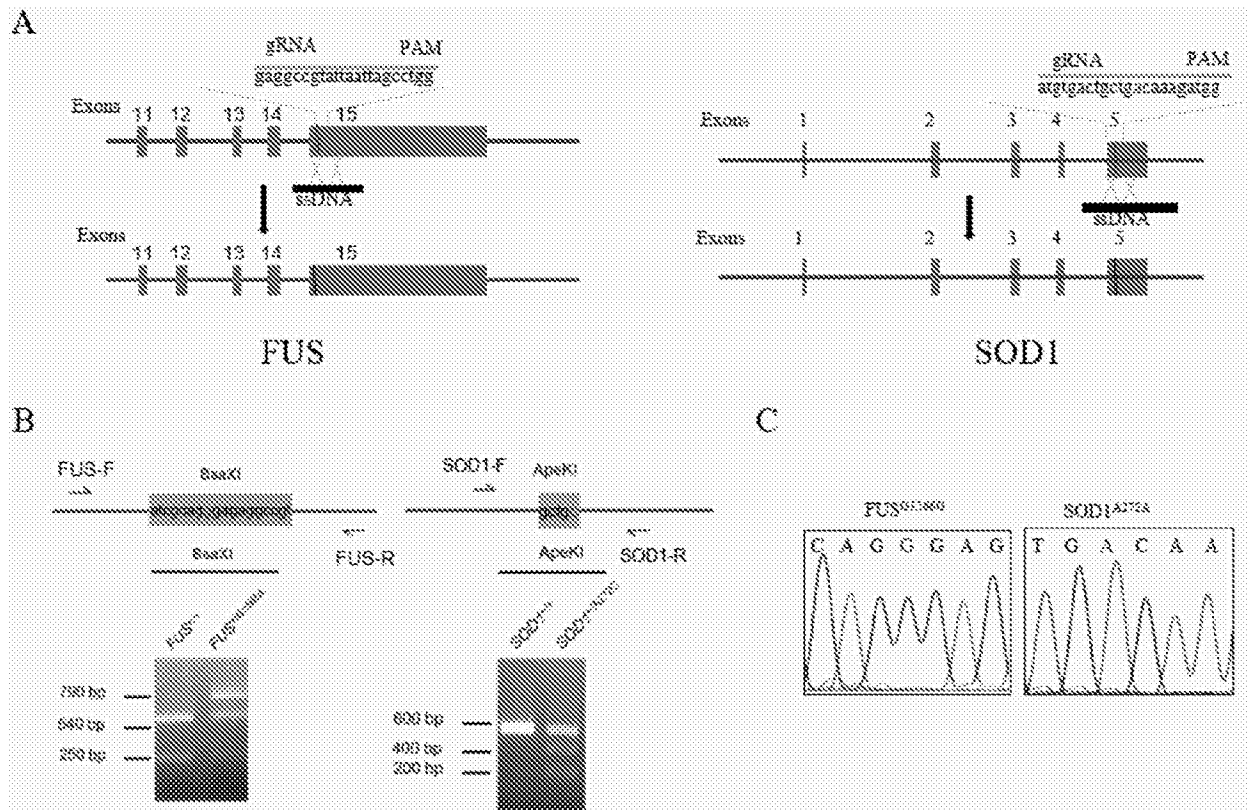 A
gRNA PAM
gaggccgtattaattagcctgg
Exons 11 12 13 14 15
ssDNA
Exons 11 12 13 14 15
FUS
gRNA PAM
atgtgactgctgacaaagatgg
Exons 1 2 3 4 5
ssDNA
Exons 1 2 3 4 5
SOD1
B
FUS-F BsaXI
FUS-R
BsaXI
700 bp
540 bp
250 bp
SOD1-F ApeKI
SOD1-R
ApeKI
600 bp
400 bp
200 bp
C
C A G G G A G
SOD1
T G A C A A